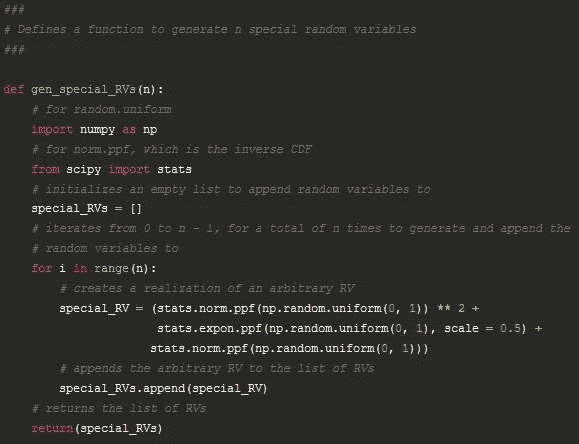 ###
# Defines a function to generate n special random variables
###
def gen_special_RVs(n):
# for random.uniform
import numpy as np
# for norm.ppf, which is the inverse CDF
from scipy import stats
# initializes an empty list to append random variables to
special_RVs = []
# iterates from 0 to n - 1, for a total of n times to generate and append the
# random variables to
for i in range(n):
# creates a realization of an arbitrary RV
special_RV = (stats.norm.ppf(np.random.uniform(0, 1)) ** 2 +
stats.expon.ppf(np.random.uniform(0, 1), scale = 0.5) +
stats.norm.ppf(np.random.uniform(0, 1)))
# appends the arbitrary RV to the list of RVs
special_RVs.append(special_RV)
# returns the list of RVs
return(special_RVs)